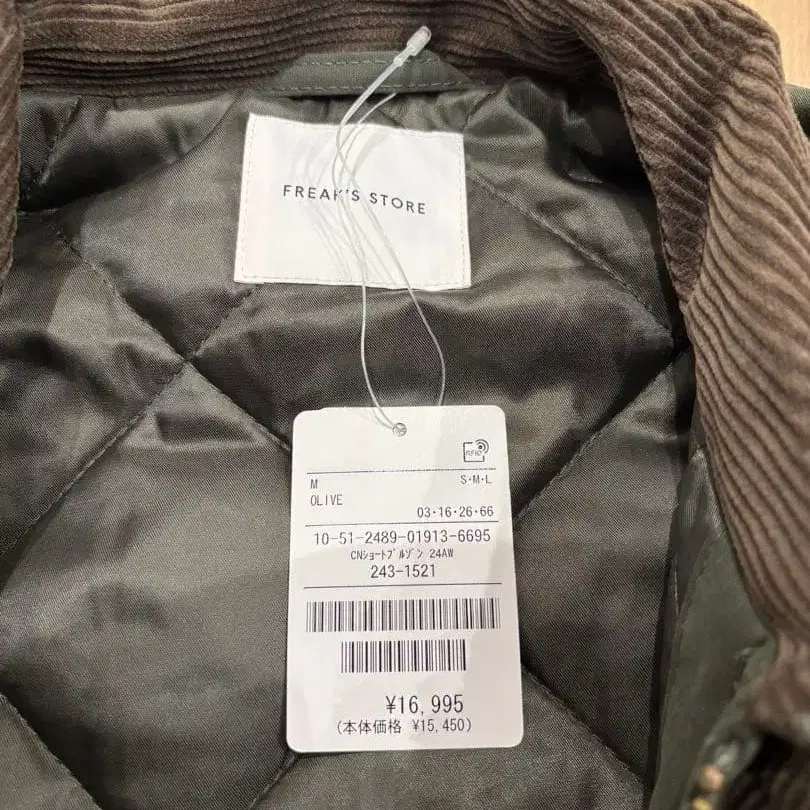 FREAK'S STORE
RFID
M S・M・L
OLIVE
03・16・26・66
10-51-2489-01913-6695
CNｼｮｰﾄﾌﾞﾙｿﾞﾝ 24AW
243-1521
¥16,995
(本体価格 ¥15,450)